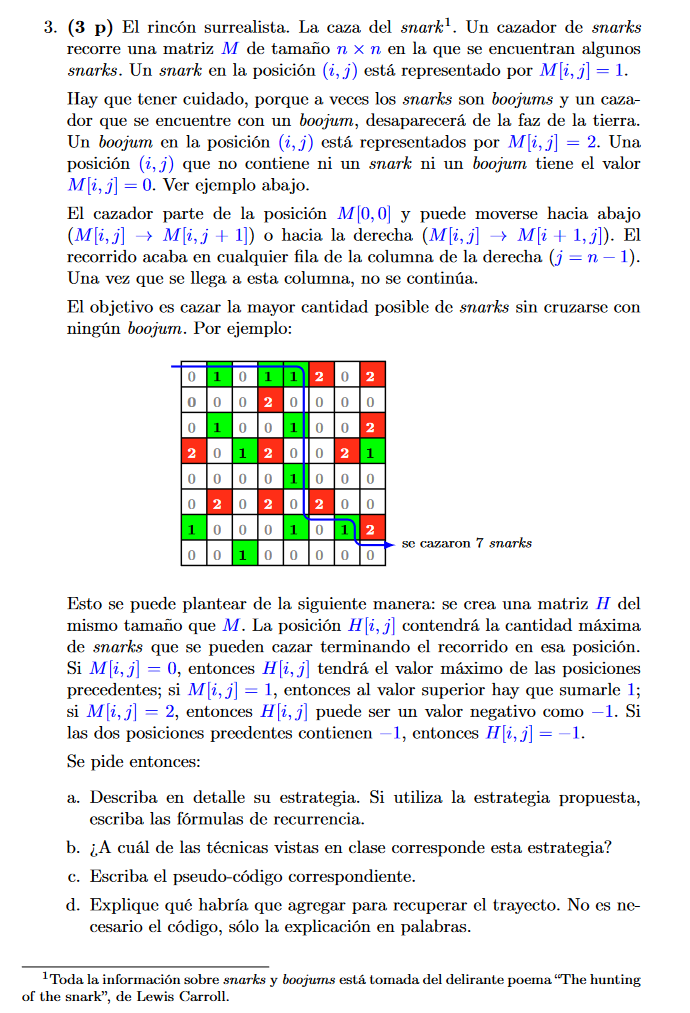 3. (3 p) El rincón surrealista. La caza del snark¹. Un cazador de snarks
recorre una matriz M de tamaño n × n en la que se encuentran algunos
snarks. Un snark en la posición (i, j) está representado por M[i, j] = 1.
Hay que tener cuidado, porque a veces los snarks son boojums y un caza-
dor que se encuentre con un boojum, desaparecerá de la faz de la tierra.
Un boojum en la posición (i, j) está representados por M[i, j] = 2. Una
posición (i, j) que no contiene ni un snark ni un boojum tiene el valor
M[i, j] = 0. Ver ejemplo abajo.
El cazador parte de la posición M[0, 0] y puede moverse hacia abajo
(M[i, j] → M[i, j + 1]) o hacia la derecha (M[i, j] → M[i + 1, j]). El
recorrido acaba en cualquier fila de la columna de la derecha (j = n − 1).
Una vez que se llega a esta columna, no se continúa.
El objetivo es cazar la mayor cantidad posible de snarks sin cruzarse con
ningún boojum. Por ejemplo:
0 1 0 1 1 2 0 2
0 0 0 2 0 0 0 0
0 1 0 0 1 0 0 2
2 0 1 2 0 0 2 1
0 0 0 0 1 0 0 0
0 2 0 2 0 2 0 0
1 0 0 0 1 0 1 2
se cazaron 7 snarks
0 0 1 0 0 0 0 0
Esto se puede plantear de la siguiente manera: se crea una matriz H del
mismo tamaño que M. La posición H[i, j] contendrá la cantidad máxima
de snarks que se pueden cazar terminando el recorrido en esa posición.
Si M[i, j] = 0, entonces H[i, j] tendrá el valor máximo de las posiciones
precedentes; si M[i, j] = 1, entonces al valor superior hay que sumarle 1;
si M[i, j] = 2, entonces H[i, j] puede ser un valor negativo como −1. Si
las dos posiciones preedentes contienen −1, entonces H[i, j] = −1.
Se pide entonces:
a. Describa en detalle su estrategia. Si utiliza la estrategia propuesta,
escriba las fórmulas de recurrencia.
b. ¿A cuál de las técnicas vistas en clase corresponde esta estrategia?
c. Escriba el pseudo-código correspondiente.
d. Explique qué habría que agregar para recuperar el trayecto. No es ne-
cesario el código, sólo la explicación en palabras.
¹Toda la información sobre snarks y boojums está tomada del delirante poema “The hunting
of the snark”, de Lewis Carroll.